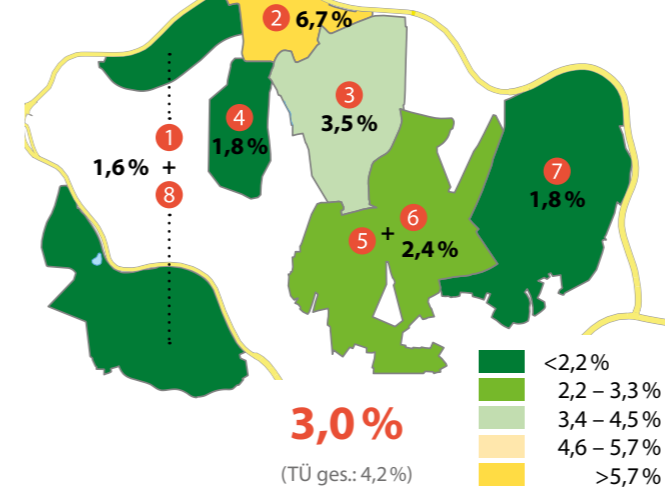 2 6,7 %
3
3,5 %
4
1,8 %
1
1,6 % +
8
7
1,8 %
5 + 6
2,4 %
<2,2 %
2,2 – 3,3 %
3,4 – 4,5 %
4,6 – 5,7 %
>5,7 %
3,0 %
(TÜ ges.: 4,2 %)